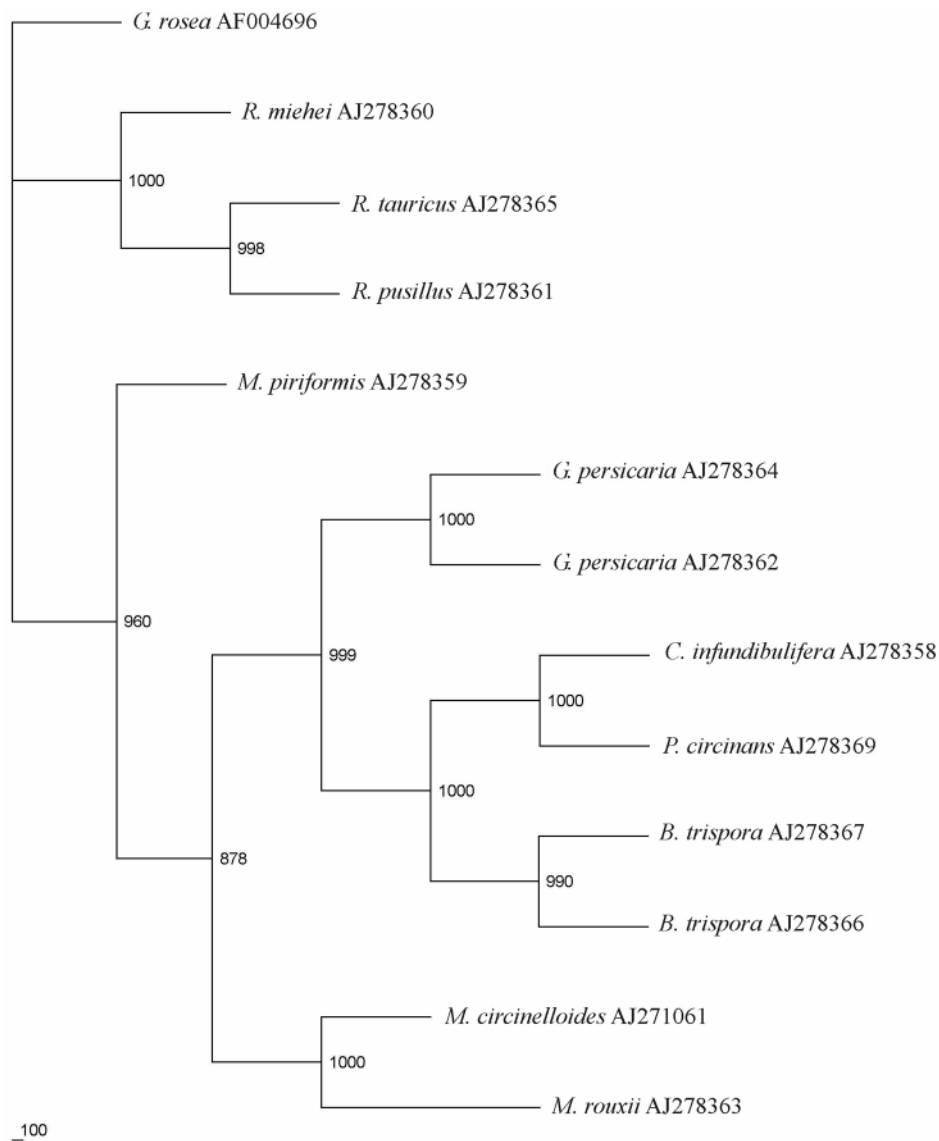 G. rosea AF004696
R. miehei AJ278360
1000
R. tauricus AJ278365
998
R. pusillus AJ278361
M. piriformis AJ278359
G. persicaria AJ278364
1000
G. persicaria AJ278362
960
999
C. infundibulifera AJ278358
1000
P. circinans AJ278369
1000
B. trispora AJ278367
878
990
B. trispora AJ278366
M. circinelloides AJ271061
1000
M. rouxii AJ278363
_100